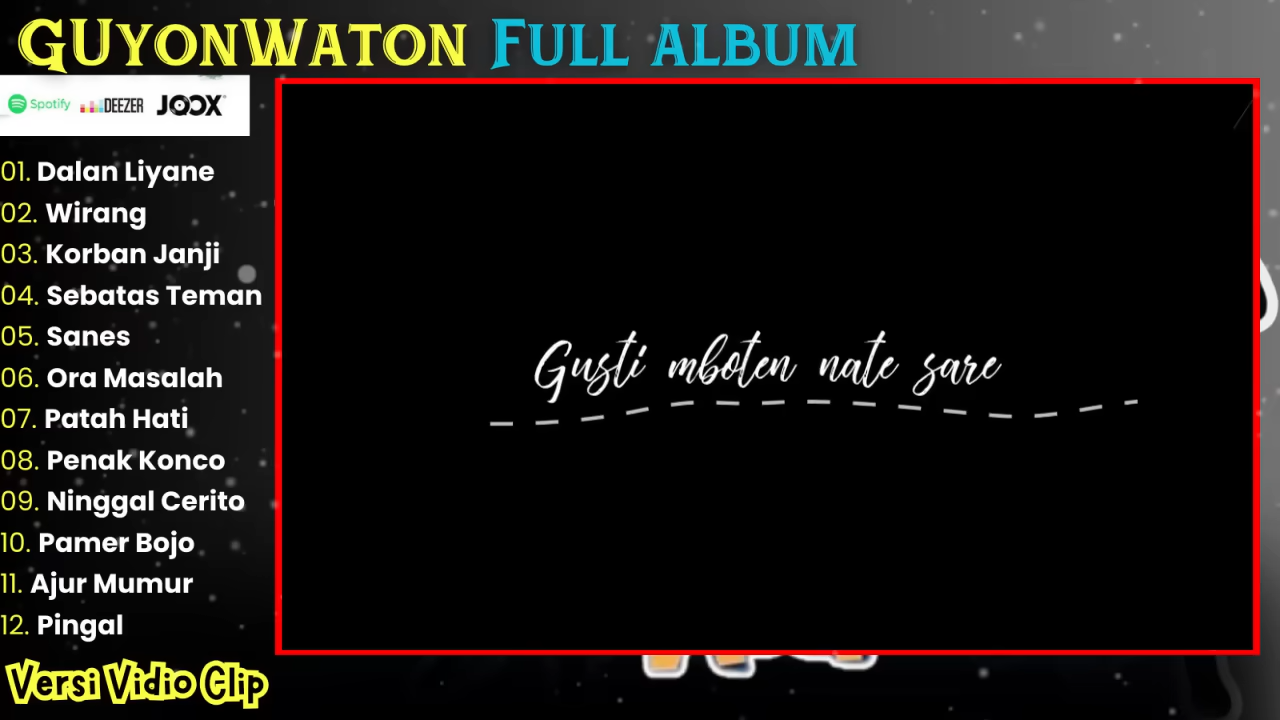 GUYONWATON FULL ALBUM
Spotify DEEZER JOOX
01. Dalan Liyane
02. Wirang
03. Korban Janji
04. Sebatas Teman
05. Sanes
06. Ora Masalah
07. Patah Hati
08. Penak Konco
09. Ninggal Cerito
10. Pamer Bojo
11. Ajur Mumur
12. Pingal
Versi Vidio Clip
Gusti mboten nate sare